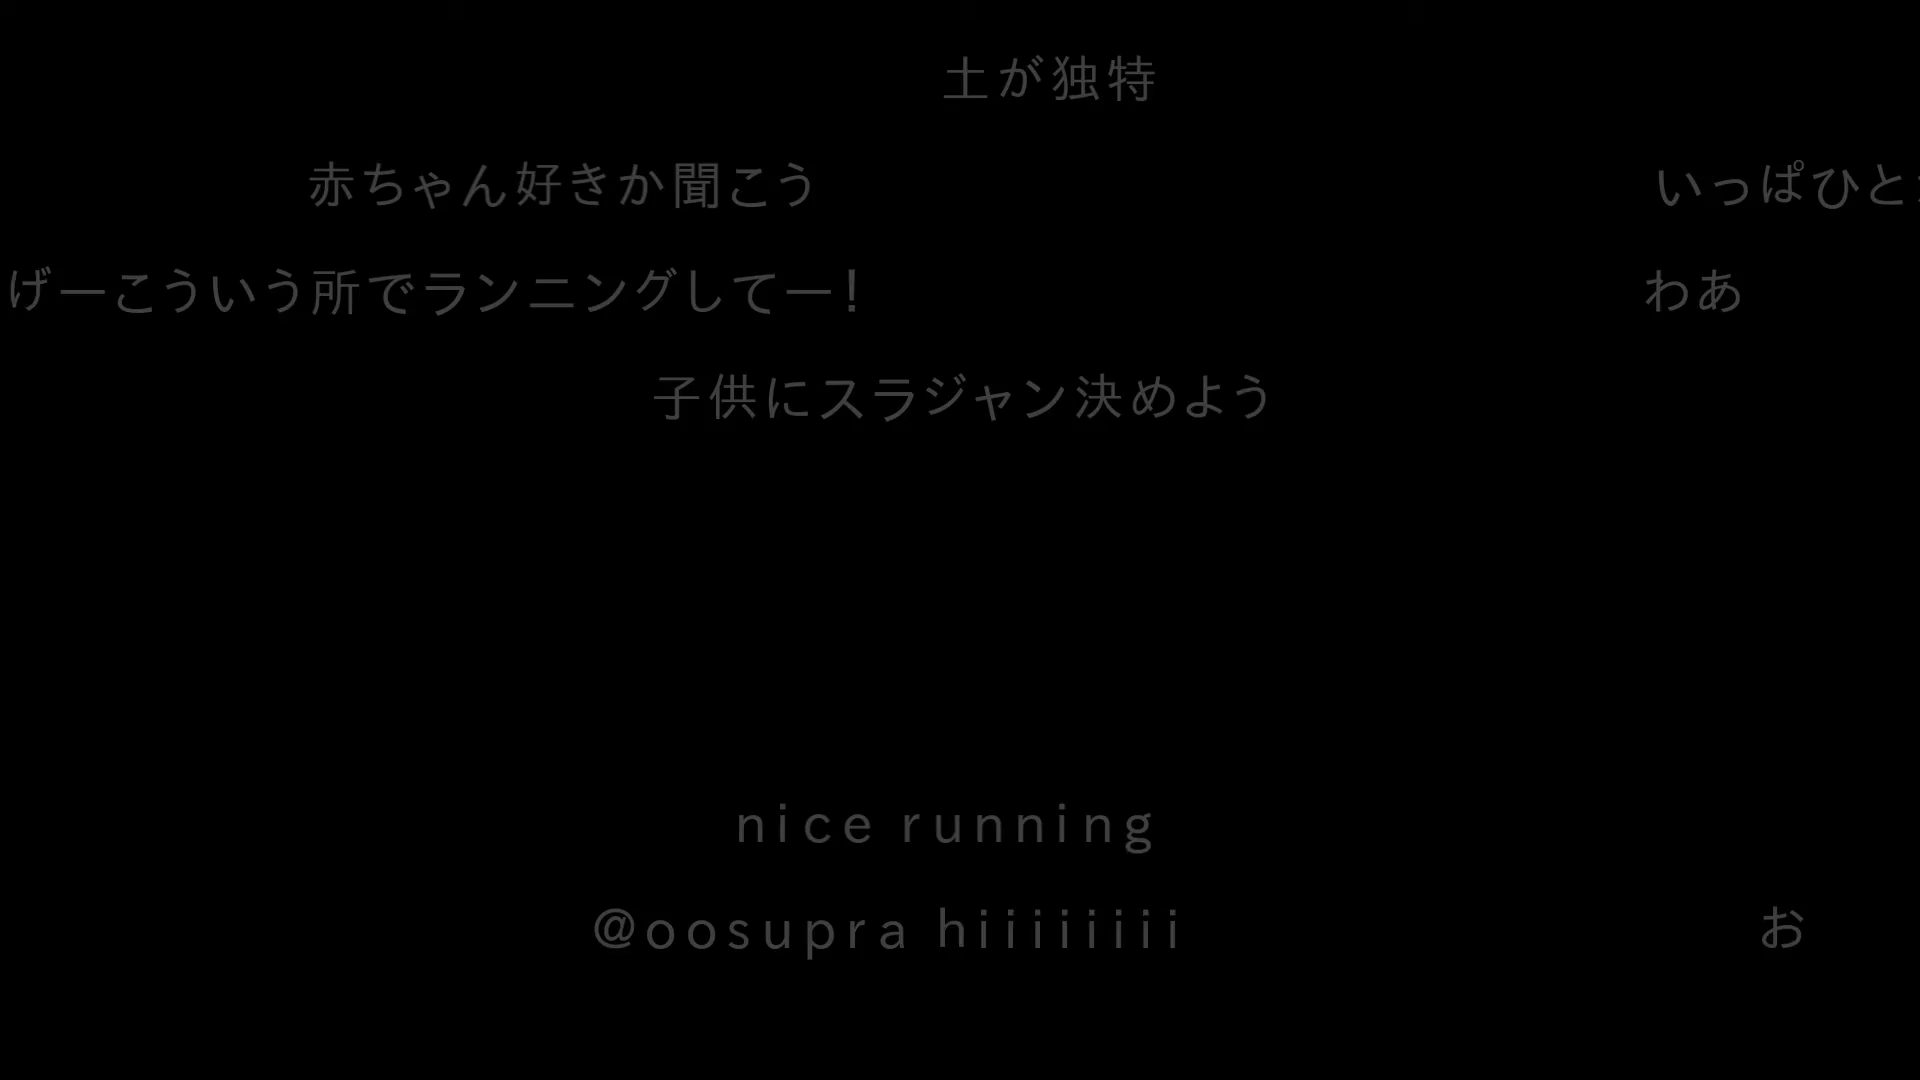 土が独特
赤ちゃん好きか聞こう
いっぱひと
げーこういう所でランニングしてー！
わあ
子供にスラジャン決めよう
nice running
@oosupra hiiiiiiii
お